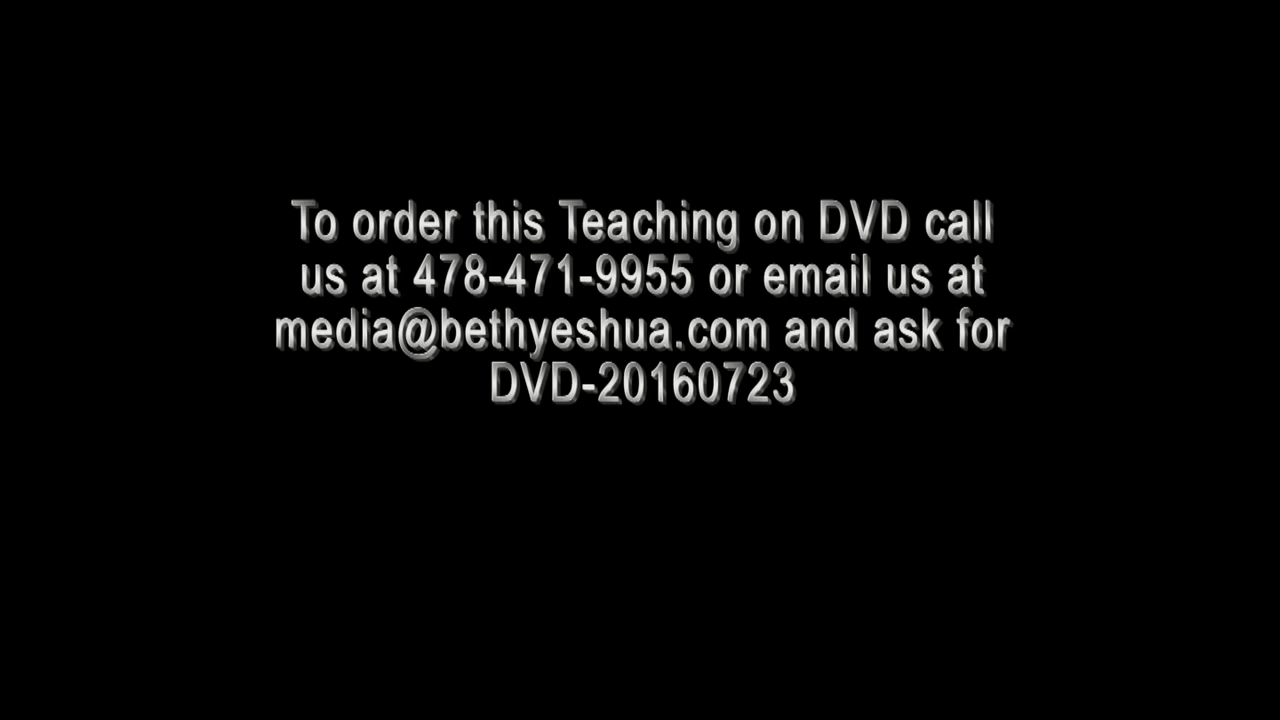 To order this Teaching on DVD call
us at 478-471-9955 or email us at
media@bethyeshua.com and ask for
DVD-20160723